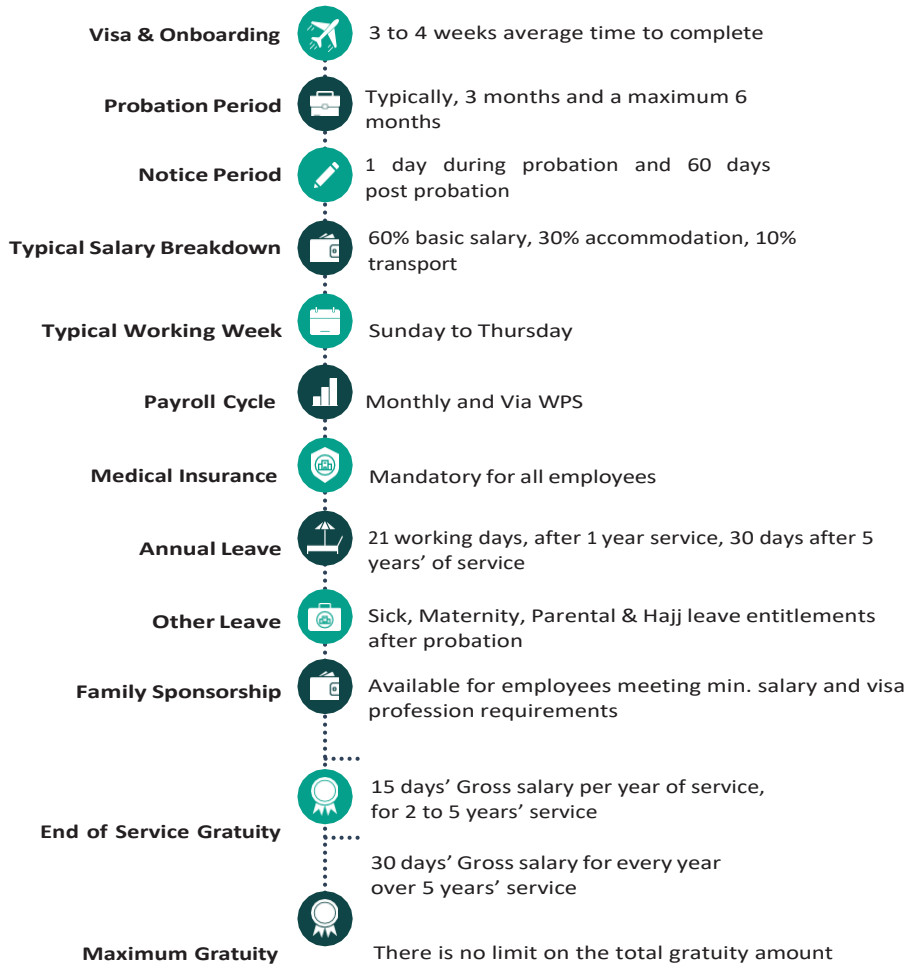 Visa & Onboarding
3 to 4 weeks average time to complete
Probation Period
Typically, 3 months and a maximum 6
months
Notice Period
1 day during probation and 60 days
post probation
Typical Salary Breakdown
60% basic salary, 30% accommodation, 10%
transport
Typical Working Week
Sunday to Thursday
Payroll Cycle
Monthly and Via WPS
Medical Insurance
Mandatory for all employees
Annual Leave
21 working days, after 1 year service, 30 days after 5
years’ of service
Other Leave
Sick, Maternity, Parental & Hajj leave entitlements
after probation
Family Sponsorship
Available for employees meeting min. salary and visa
profession requirements
End of Service Gratuity
15 days’ Gross salary per year of service,
for 2 to 5 years’ service
30 days’ Gross salary for every year
over 5 years’ service
Maximum Gratuity
There is no limit on the total gratuity amount